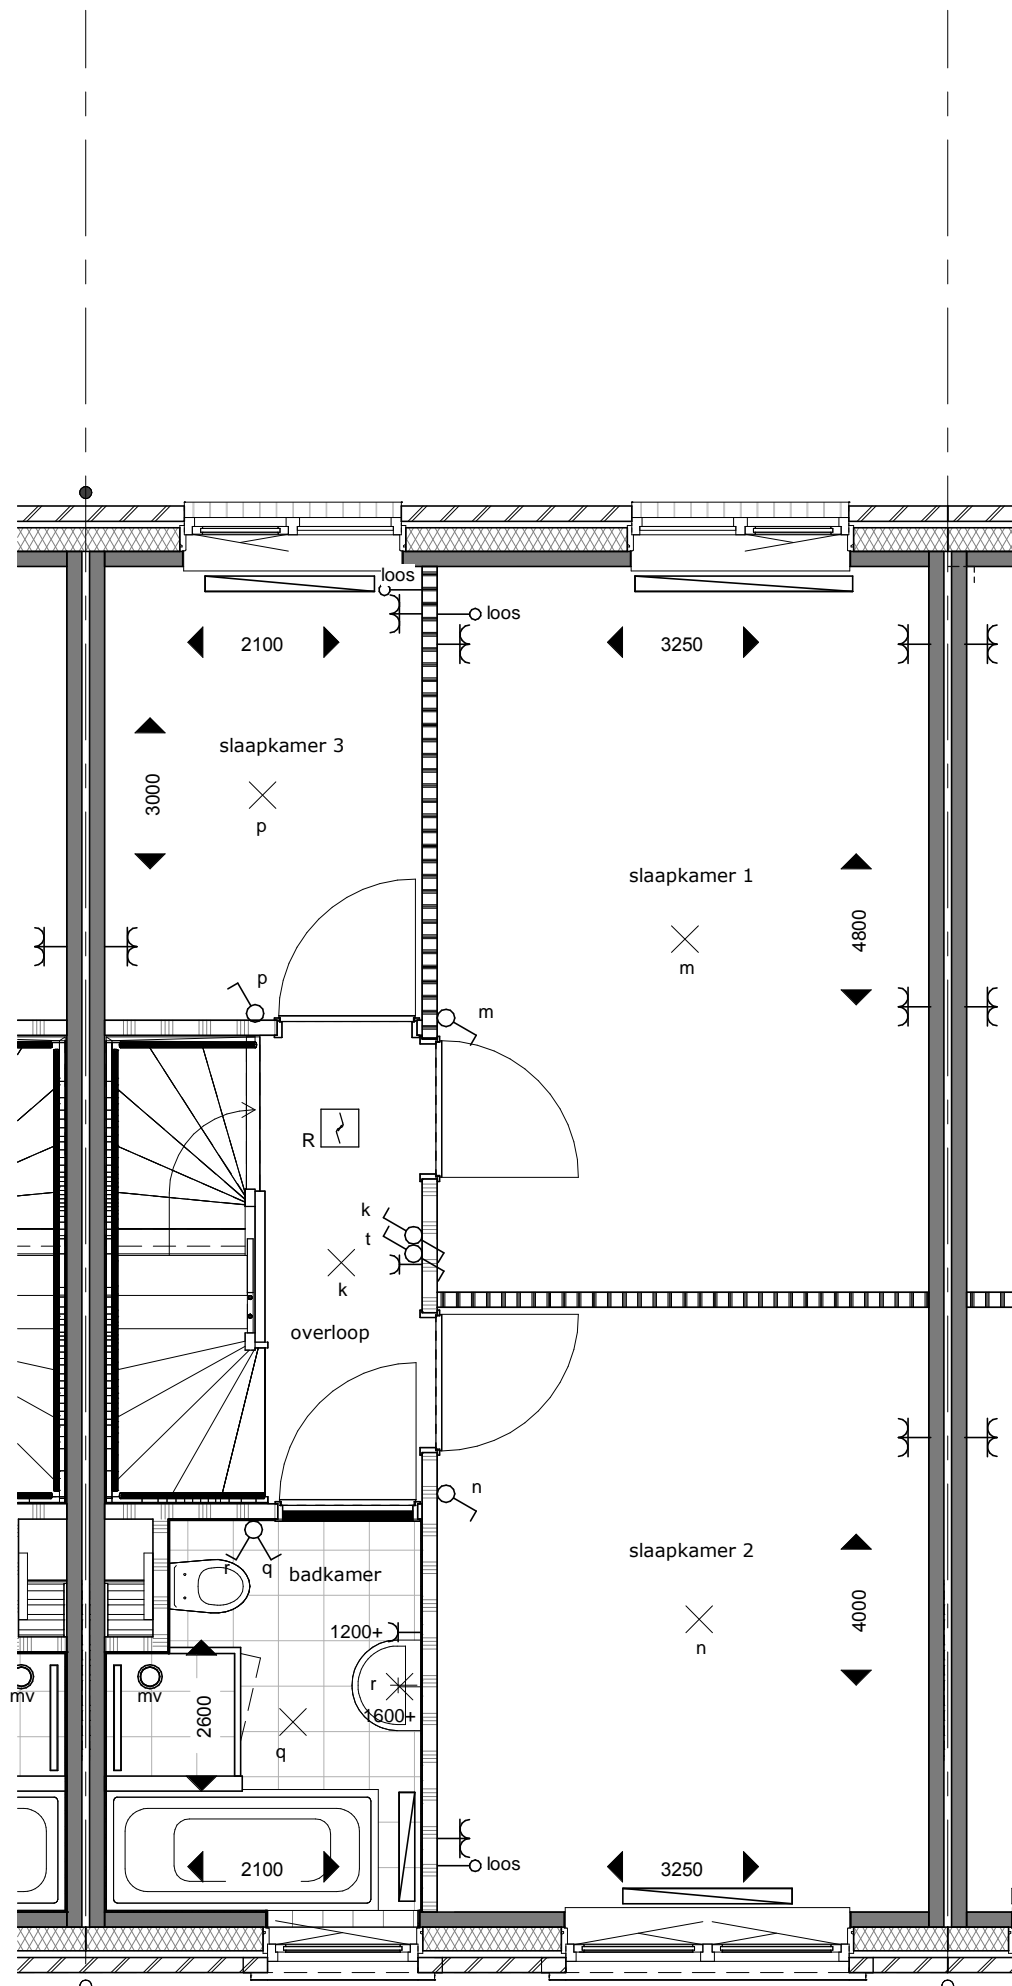 loos
loos
2100
3250
slaapkamer 3
3000
p
slaapkamer 1
4800
m
p
m
R
k
t
k
overloop
n
slaapkamer 2
r
q
badkamer
4000
1200+
n
r
mv
mv
2600
1600+
q
loos
2100
3250